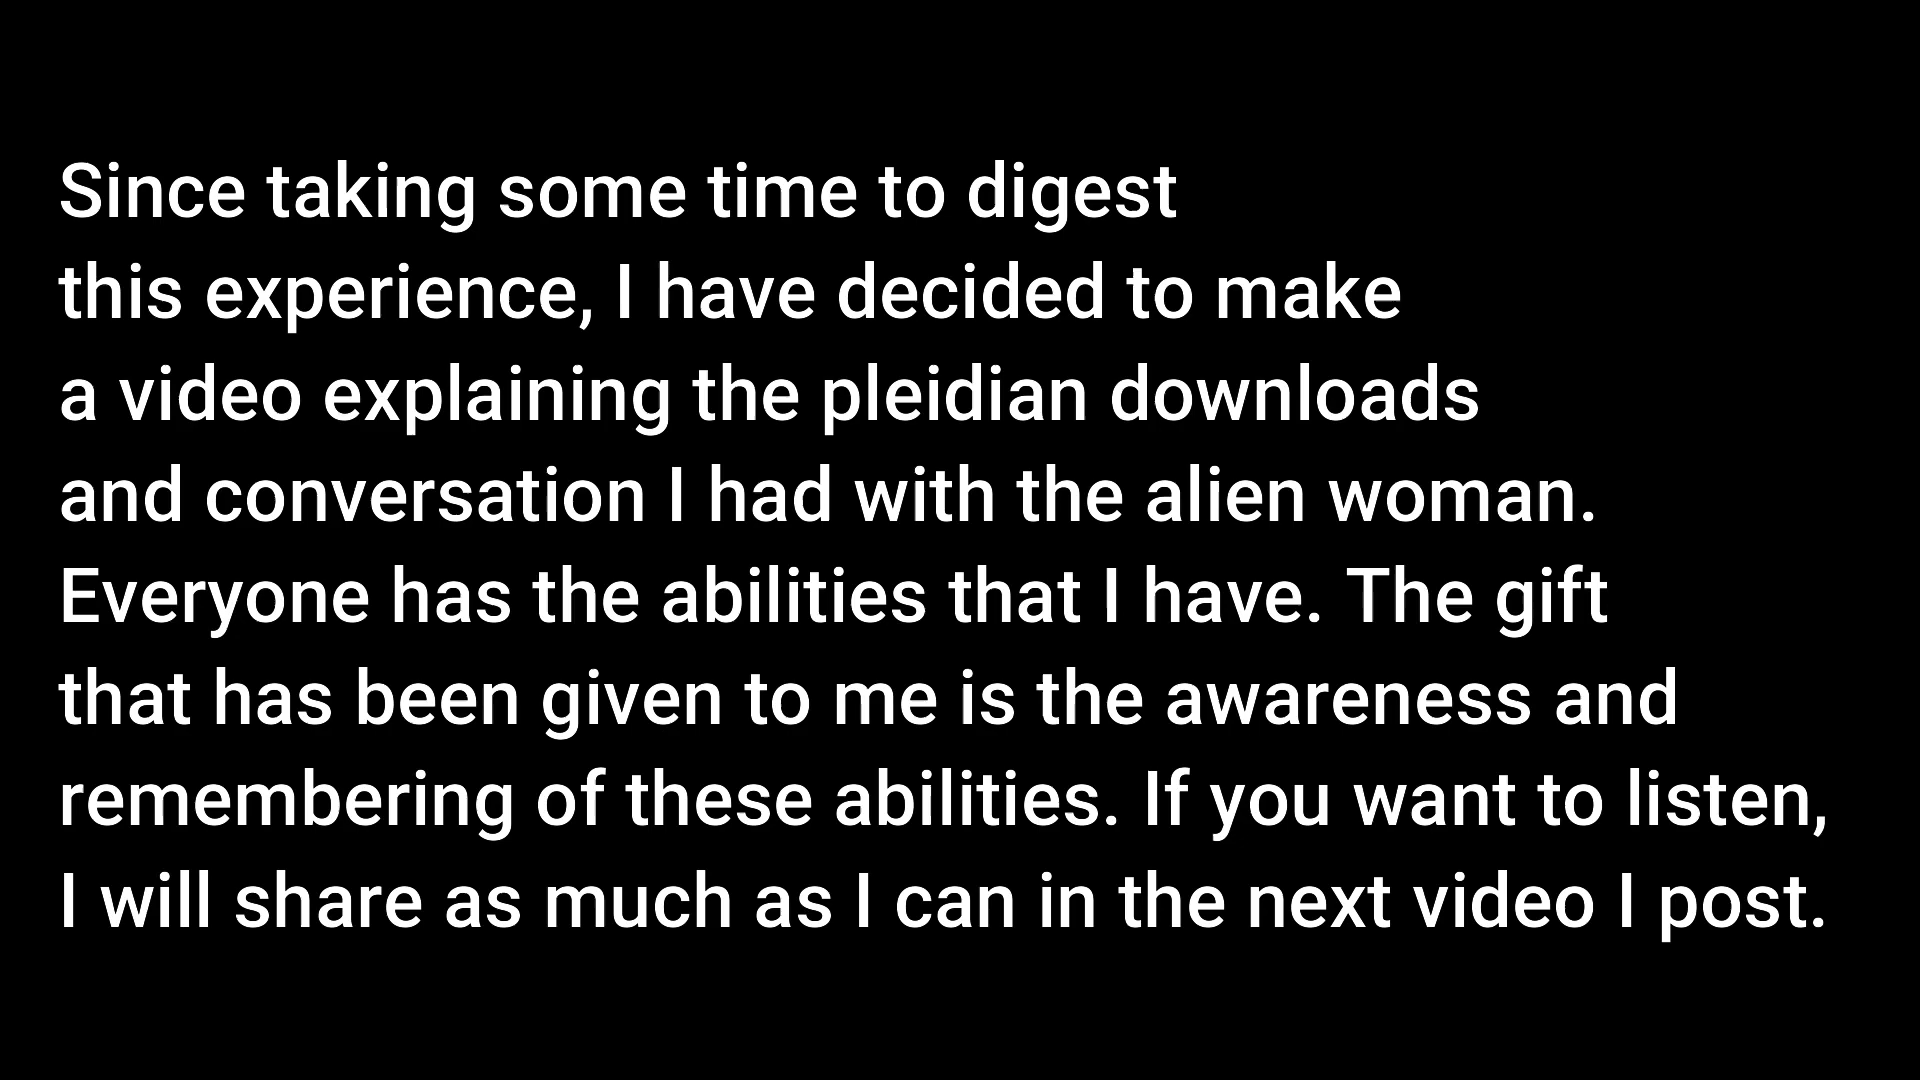 Since taking some time to digest
this experience, I have decided to make
a video explaining the pleidian downloads
and conversation I had with the alien woman.
Everyone has the abilities that I have. The gift
that has been given to me is the awareness and
remembering of these abilities. If you want to listen,
I will share as much as I can in the next video I post.